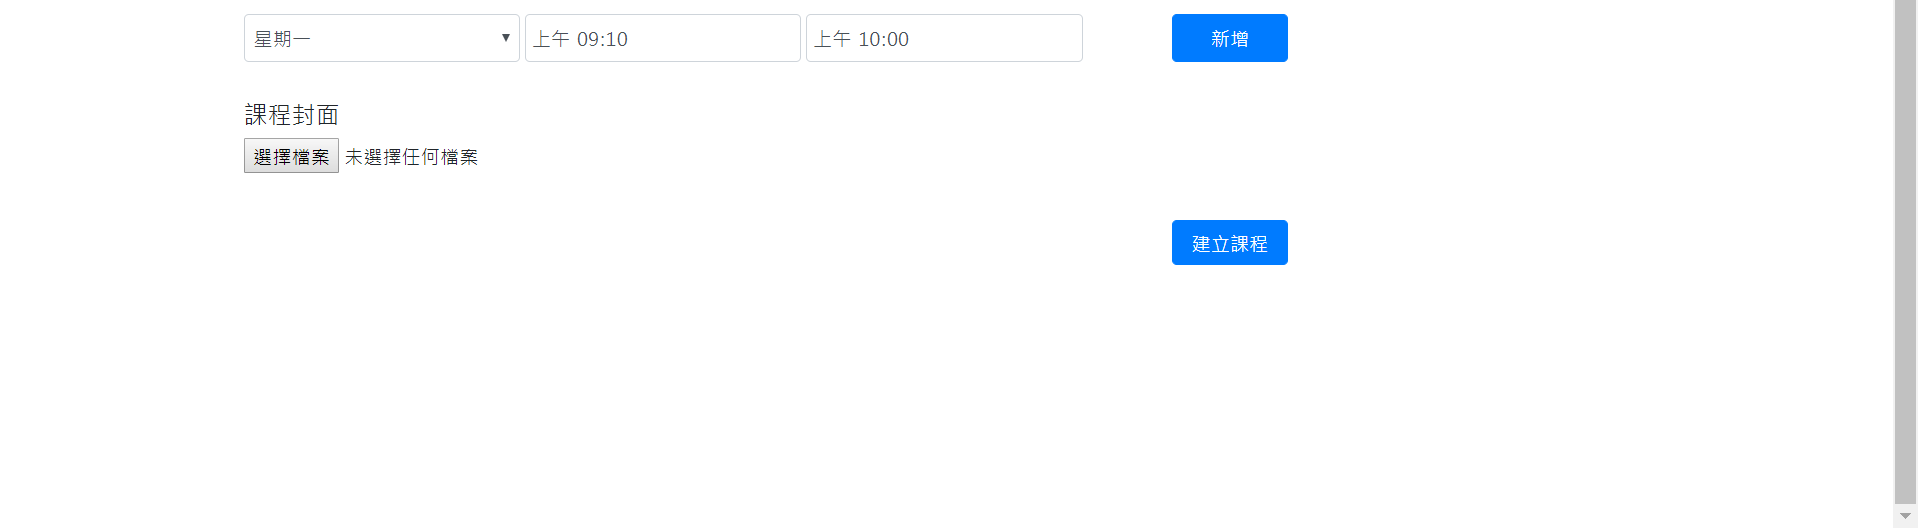 星期一 上午 09:10 上午 10:00 新增
課程封面
選擇檔案 未選擇任何檔案
建立課程